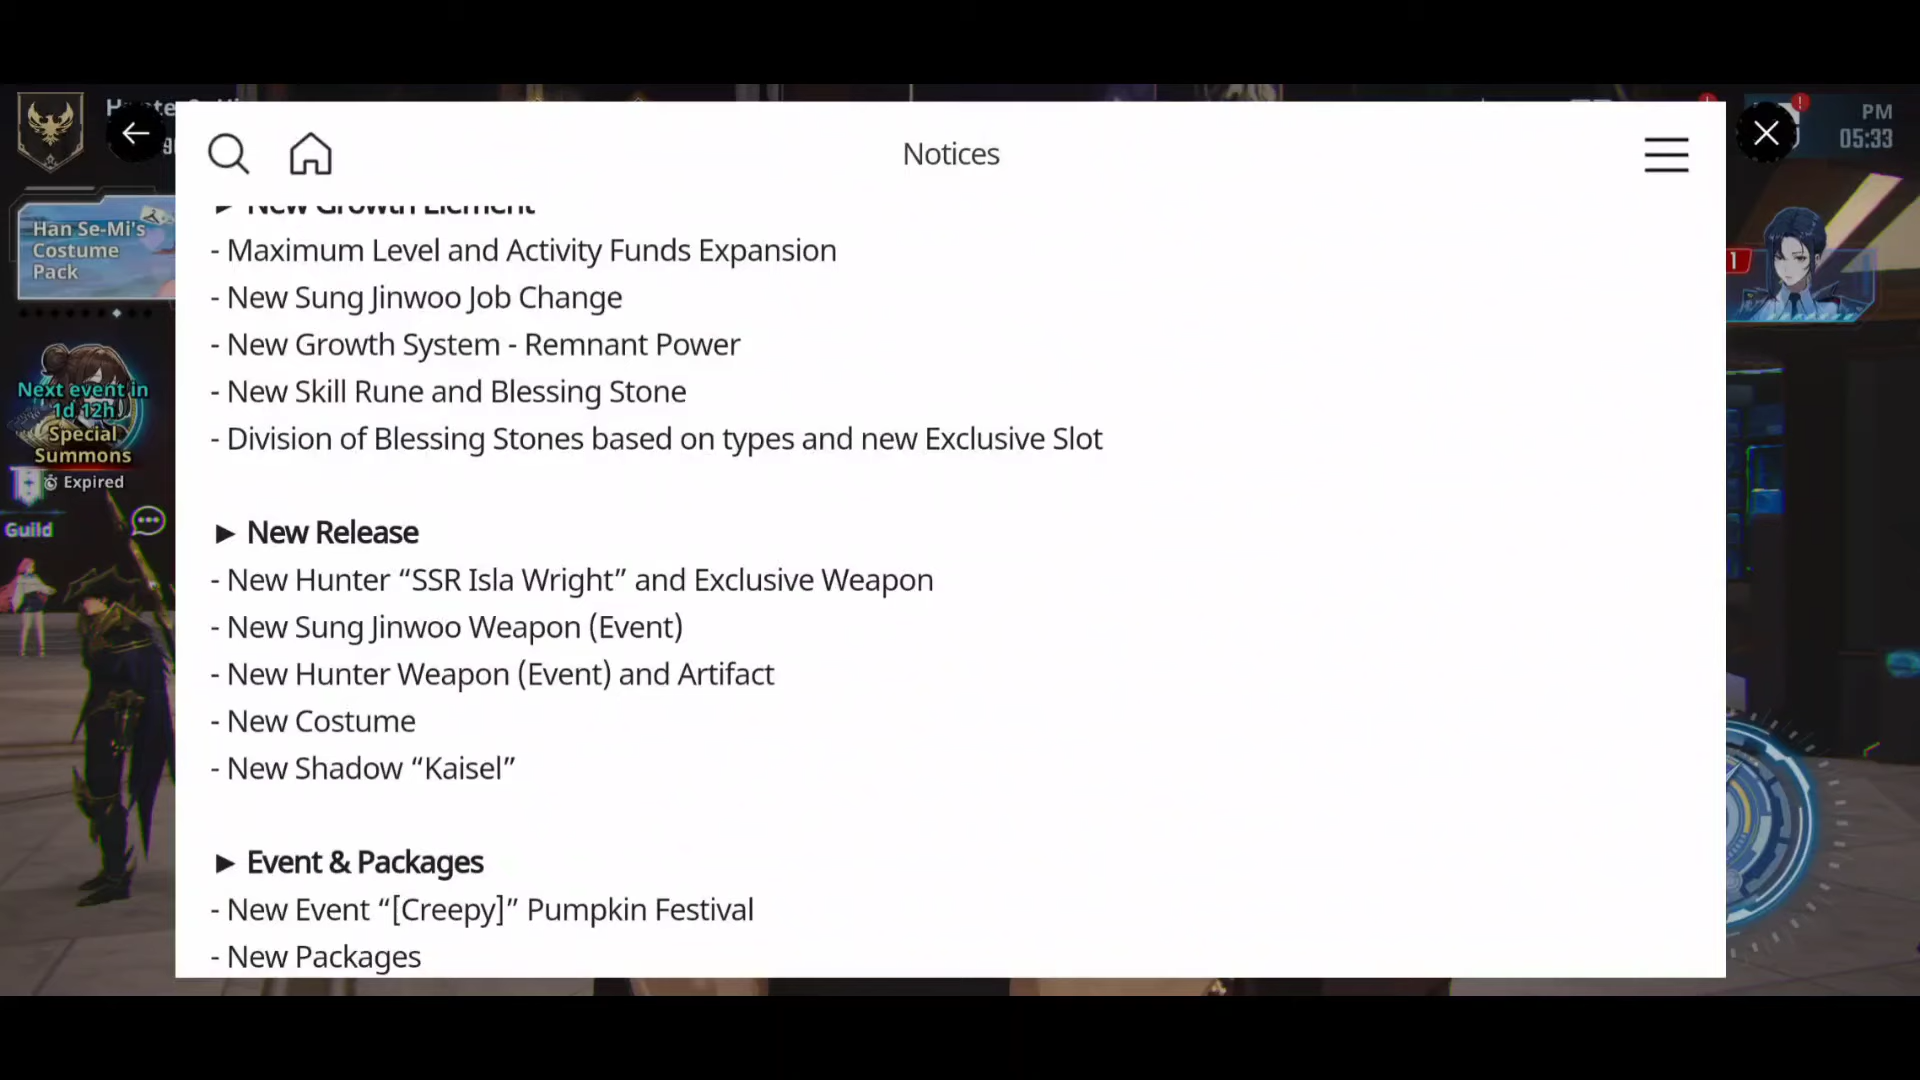 PM
05:33
Notices
Han Se-Mi's
Costume
Pack
Next event in
1d 12h
Special
Summons
Expired
Guild
1
► New Growth Element
- Maximum Level and Activity Funds Expansion
- New Sung Jinwoo Job Change
- New Growth System - Remnant Power
- New Skill Rune and Blessing Stone
- Division of Blessing Stones based on types and new Exclusive Slot
► New Release
- New Hunter “SSR Isla Wright” and Exclusive Weapon
- New Sung Jinwoo Weapon (Event)
- New Hunter Weapon (Event) and Artifact
- New Costume
- New Shadow “Kaisel”
► Event & Packages
- New Event “[Creepy]” Pumpkin Festival
- New Packages